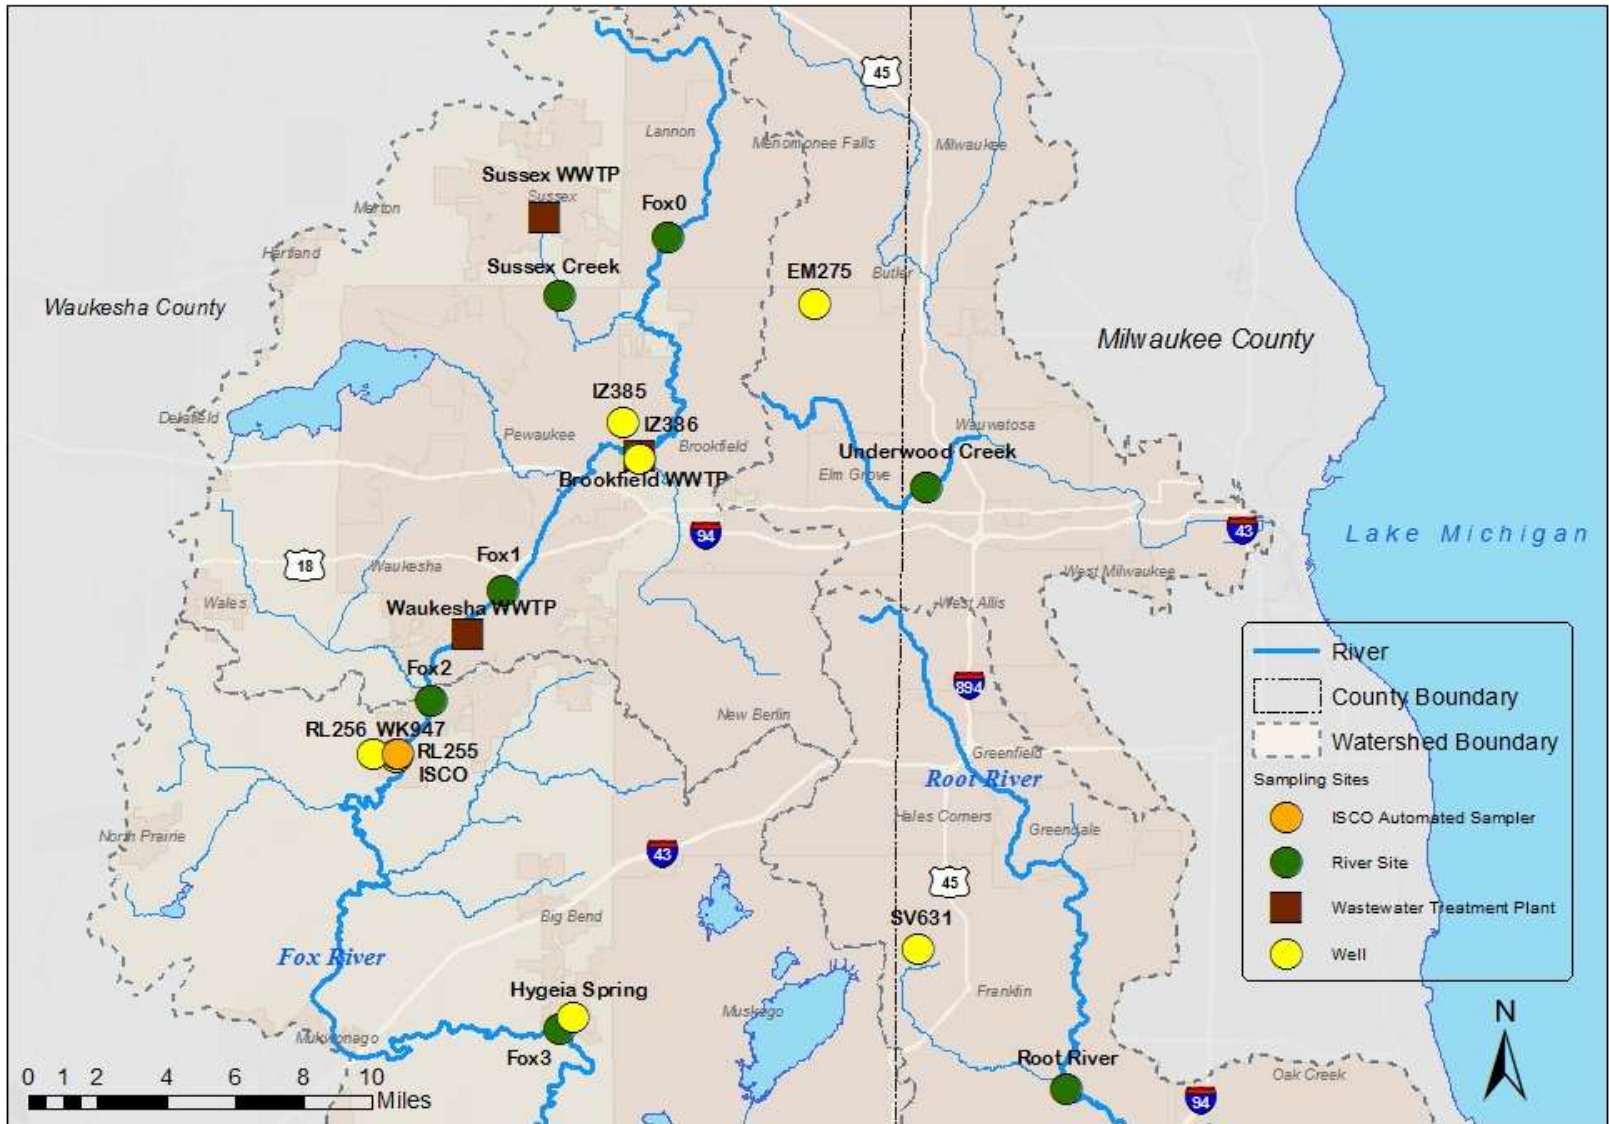 45
Lannon
Menomonee Falls
Milwaukee
Sussex WWTP
Sussex
Merton
Fox0
Hartland
Sussex Creek
EM275
Butler
Waukesha County
Milwaukee County
IZ385
IZ386
Delafield
Pewaukee
Brookfield
Wauwatosa
Underwood Creek
Elm Grove
Brookfield WWTP
94
43
Lake Michigan
Fox1
18
Waukesha
West Milwaukee
Wales
Waukesha WWTP
West Allis
Fox2
894
New Berlin
RL256 WK947
RL255
ISCO
Greenfield
Root River
Hales Corners
Greendale
North Prairie
43
45
Big Bend
SV631
Fox River
Hygeia Spring
Franklin
Muskego
Mukwonago
Fox3
Root River
Oak Creek
94
River
County Boundary
Watershed Boundary
Sampling Sites
ISCO Automated Sampler
River Site
Wastewater Treatment Plant
Well
N
0 1 2 4 6 8 10
Miles